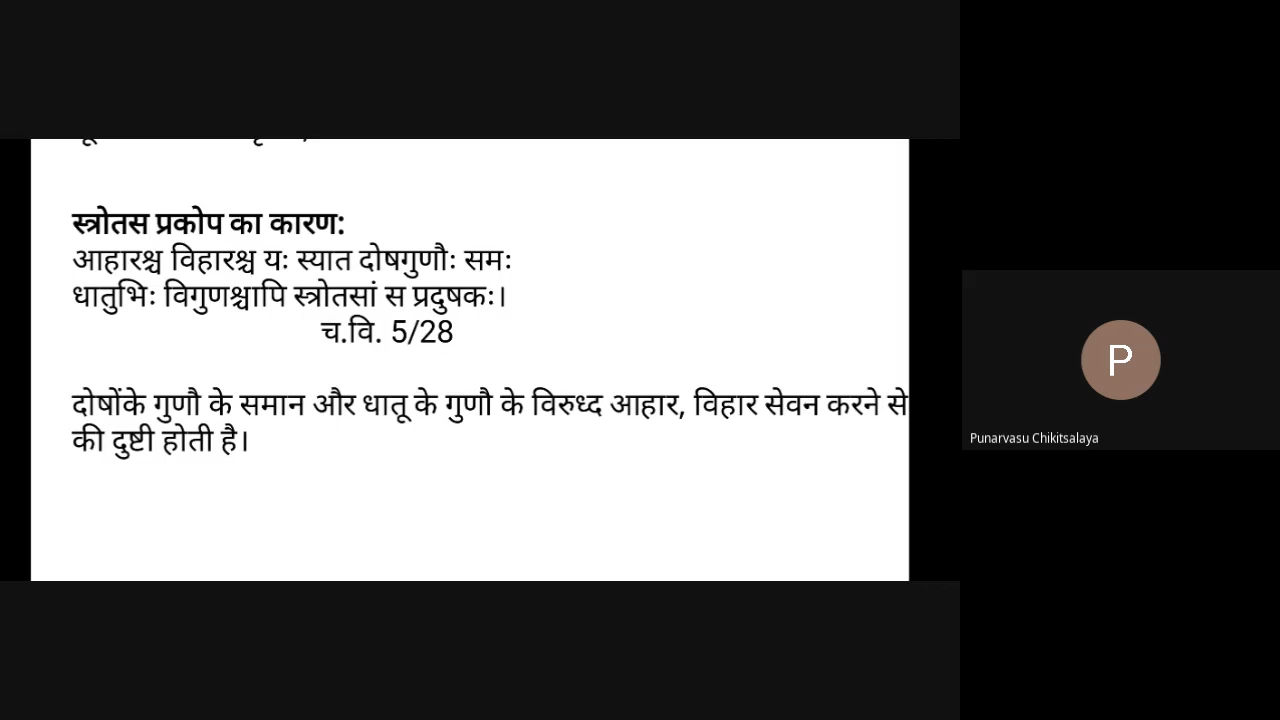 स्त्रोतस प्रकोप का कारण:
आहारश्च विहारश्च यः स्यात दोषगुणौः समः
धातुभिः विगुणश्चापि स्त्रोतसां स प्रदुषकः।
च.वि. 5/28
दोषोंके गुणौ के समान और धातू के गुणौ के विरुध्द आहार, विहार सेवन करने से
की दुष्टी होती है।
P
Punarvasu Chikitsalaya